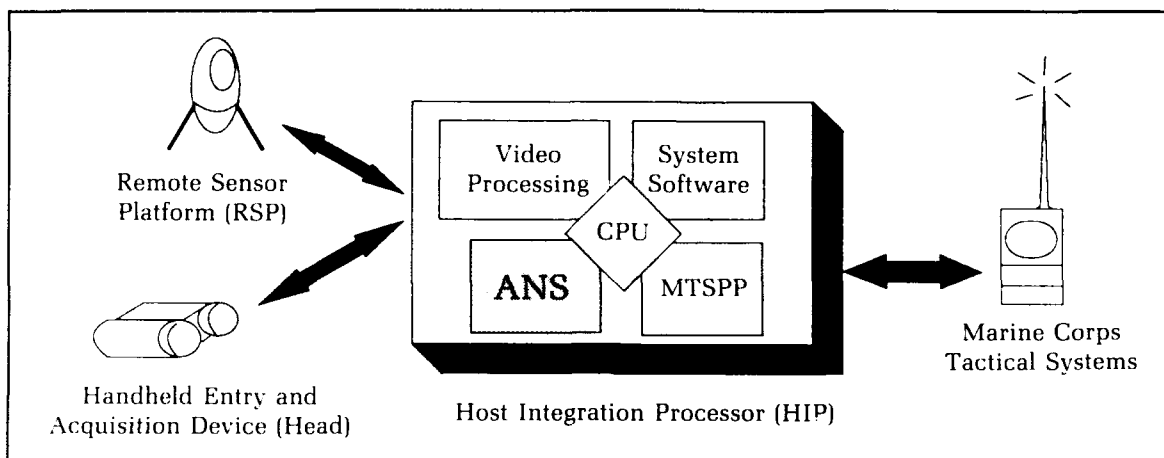 Remote Sensor
Platform (RSP)
Handheld Entry and
Acquisition Device (Head)
Video
Processing
System
Software
CPU
ANS
MTSPP
Host Integration Processor (HIP)
Marine Corps
Tactical Systems